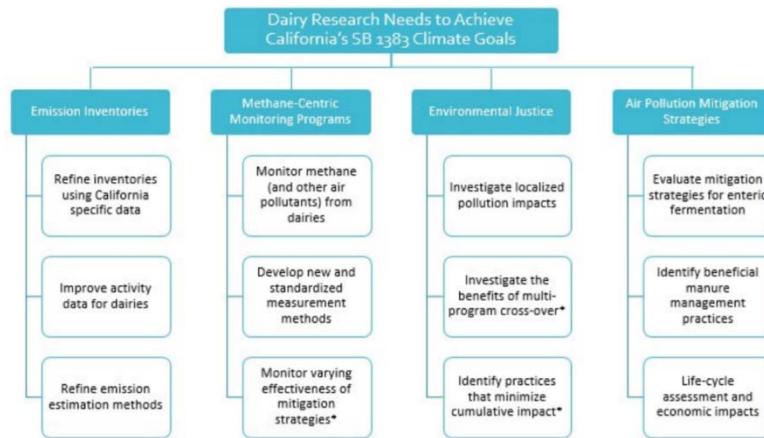 Dairy Research Needs to Achieve
California's SB 1383 Climate Goals
Emission Inventories
Refine inventories
using California
specific data
Improve activity
data for dairies
Refine emission
estimation methods
Methane-Centric
Monitoring Programs
Monitor methane
(and other air
pollutants) from
dairies
Develop new and
standardized
measurement
methods
Monitor varying
effectiveness of
mitigation
strategies*
Environmental Justice
Investigate localized
pollution impacts
Investigate the
benefits of multi-
program cross-over*
Identify practices
that minimize
cumulative impact*
Air Pollution Mitigation
Strategies
Evaluate mitigation
strategies for enteric
fermentation
Identify beneficial
manure
management
practices
Life-cycle
assessment and
economic impacts